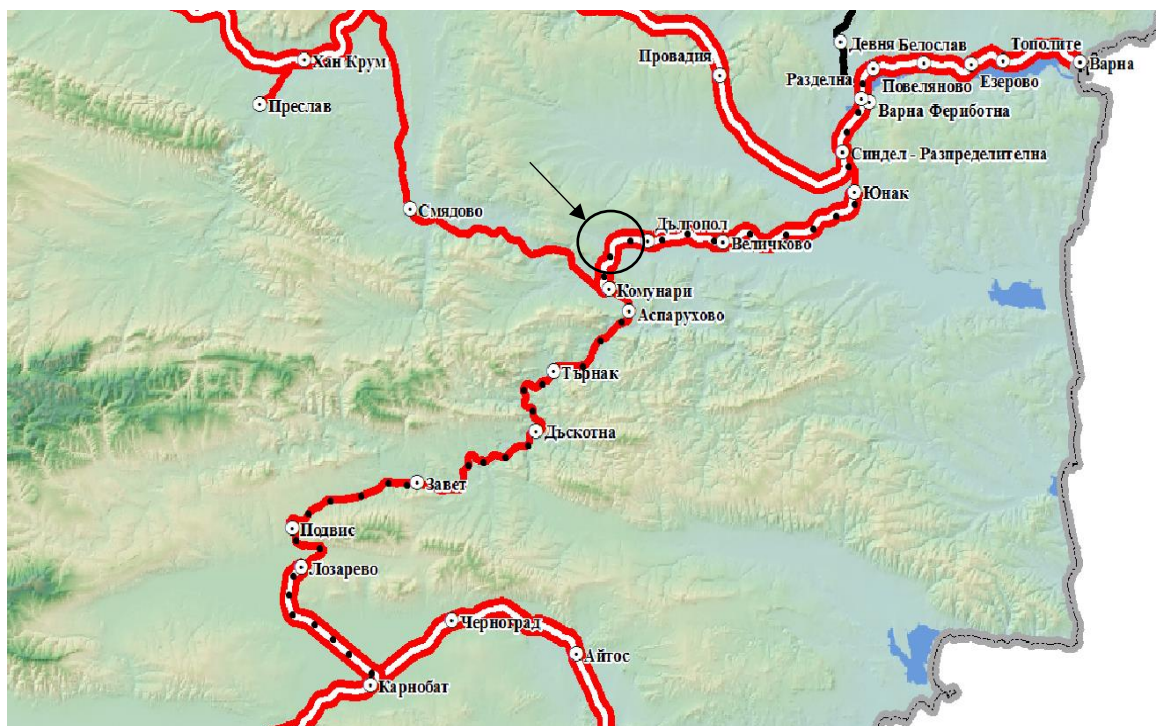 Девня
Белослав
Тополите
Хан Крум
Провадия
Варна
Разделна
Повеляново
Езерово
Преслав
Варна Фериботна
Синдел - Разпределителна
Юнак
Смядово
Дългопол
Величково
Комунари
Аспарухово
Търнак
Дъскотна
Завет
Подвис
Лозарево
Черноград
Айтос
Карнобат